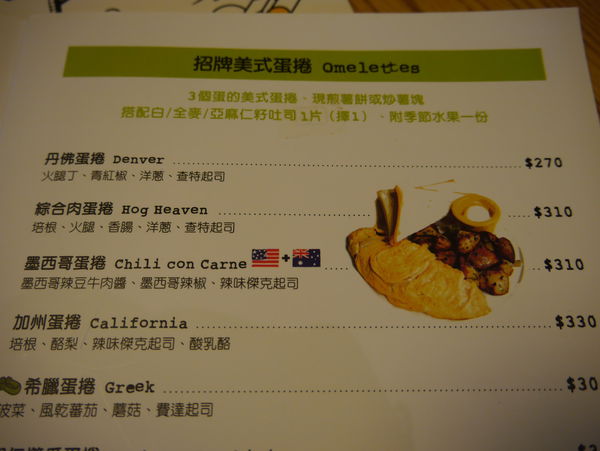 招牌美式蛋捲 Omelettes
3個蛋的美式蛋捲、現煎薯餅或炒薯塊
搭配白/全麥/亞麻仁籽吐司1片（擇1）、附季節水果一份
丹佛蛋捲 Denver $270
火腿丁、青紅椒、洋蔥、查特起司
綜合肉蛋捲 Hog Heaven $310
培根、火腿、香腸、洋蔥、查特起司
墨西哥蛋捲 Chili con Carne + $310
墨西哥辣豆牛肉醬、墨西哥辣椒、辣味傑克起司
加州蛋捲 California $330
培根、酪梨、辣味傑克起司、酸乳酪
希臘蛋捲 Greek $30
菠菜、風乾蕃茄、蘑菇、費達起司